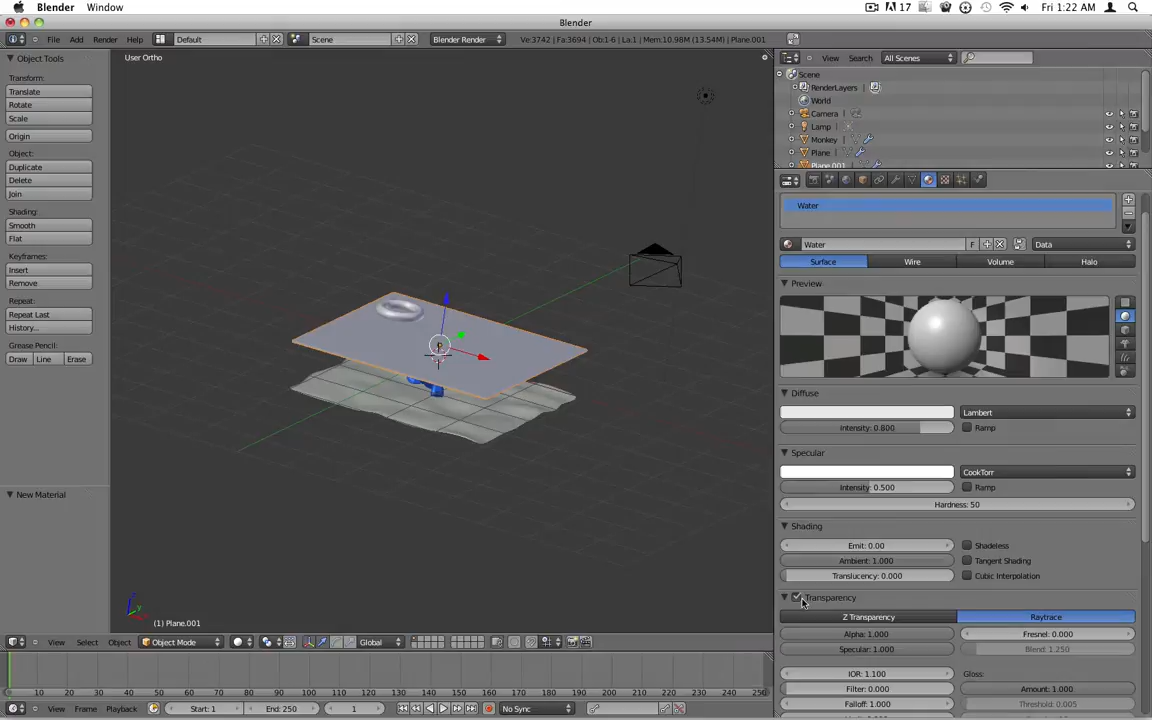 Blender Window 17 Fri 1:22 AM
Blender
File Add Render Help Default Scene Blender Render Ve:3742 | Fa:3694 | Ob:1-6 | La:1 | Mem:10.98M (13.54M) | Plane.001
Object Tools
Transform:
Translate
Rotate
Scale
Origin
Object:
Duplicate
Delete
Join
Shading:
Smooth
Flat
Keyframes:
Insert
Remove
Repeat:
Repeat Last
History...
Grease Pencil:
Draw Line Erase
New Material
User Ortho
(1) Plane.001
View Select Object Object Mode Global
0 10 20 30 40 50 60 70 80 90 100 110 120 130 140 150 160 170 180 190 200 210 220 230 240 250
View Frame Playback Start: 1 End: 250 1 No Sync
View Search All Scenes
Scene
RenderLayers |
World
Camera |
Lamp |
Monkey |
Plane |
Plane.001 |
Water
Water F Data
Surface Wire Volume Halo
Preview
Diffuse
Lambert
Intensity: 0.800 Ramp
Specular
CookTorr
Intensity: 0.500 Ramp
Hardness: 50
Shading
Emit: 0.00 Shadeless
Ambient: 1.000 Tangent Shading
Translucency: 0.000 Cubic Interpolation
Transparency
Z Transparency Raytrace
Alpha: 1.000 Fresnel: 0.000
Specular: 1.000 Blend: 1.250
IOR: 1.100 Gloss:
Filter: 0.000 Amount: 1.000
Falloff: 1.000 Threshold: 0.005